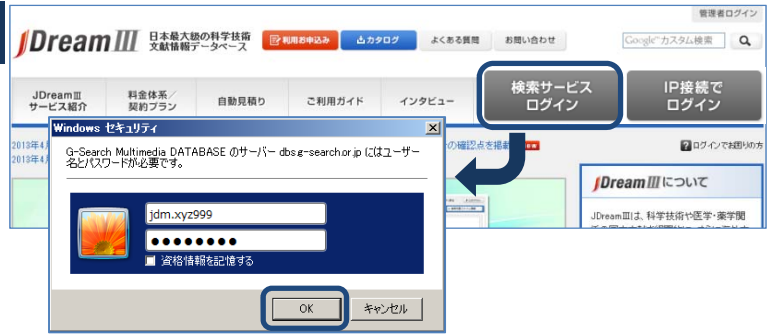 管理者ログイン
JDreamⅢ
日本最大級の科学技術
文献情報データベース
利用お申込み
カタログ
よくある質問
お問い合わせ
Google™カスタム検索
JDreamⅢ
サービス紹介
料金体系／
契約プラン
自動見積り
ご利用ガイド
インタビュー
検索サービス
ログイン
IP接続で
ログイン
2013年4月
2013年4月
の確認点を掲載
ログインでお困りの方
Windows セキュリティ
G-Search Multimedia DATABASE のサーバー dbs.g-search.or.jp にはユーザー
名とパスワードが必要です。
jdm.xyz999
●●●●●●●●
資格情報を記憶する
OK
キャンセル
JDreamⅢについて
JDreamⅢは、科学技術や医学・薬学関